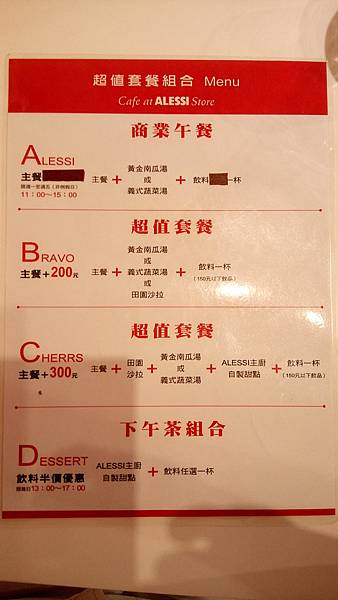 超值套餐組合 Menu
Cafe at ALESSI Store
商業午餐
ALESSI
主餐
11：00～15：00
主餐 + 黃金南瓜湯
或
義式蔬菜湯
+ 飲料 一杯
超值套餐
BRAVO
主餐+200元
主餐 + 黃金南瓜湯
或
義式蔬菜湯
或
田園沙拉
+ 飲料一杯
(150元以下飲品)
超值套餐
CHERRS
主餐+300元
主餐 + 田園
沙拉
+ 黃金南瓜湯
或
義式蔬菜湯
+ ALESSI主廚
自製甜點
+ 飲料一杯
(150元以下飲品)
下午茶組合
DESSERT
飲料半價優惠
13：00～17：00
ALESSI主廚
自製甜點
+ 飲料任選一杯